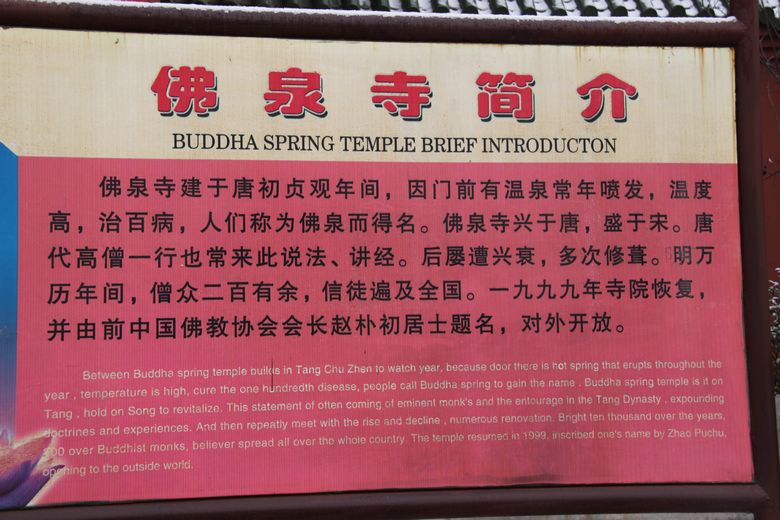 佛泉寺简介
BUDDHA SPRING TEMPLE BRIEF INTRODUCTON
佛泉寺建于唐初贞观年间，因门前有温泉常年喷发，温度
高，治百病，人们称为佛泉而得名。佛泉寺兴于唐，盛于宋。唐
代高僧一行也常来此说法、讲经。后屡遭兴衰，多次修葺。明万
历年间，僧众二百有余，信徒遍及全国。一九九九年寺院恢复，
并由前中国佛教协会会长赵朴初居士题名，对外开放。
Between Buddha spring temple builds in Tang Chu Zhen to watch year, because door there is hot spring that erupts throughout the
year , temperature is high, cure the one hundredth disease, people call Buddha spring to gain the name . Buddha spring temple is it on
Tang , hold on Song to revitalize. This statement of often coming of eminent monk's and the entourage in the Tang Dynasty , expounding
doctrines and experiences. And then repeatedly meet with the rise and decline , numerous renovation. Bright ten thousand over the years,
200 over Buddhist monks, believer spread all over the whole country. The temple resumed in 1999, inscribed one's name by Zhao Puchu,
opening to the outside world.